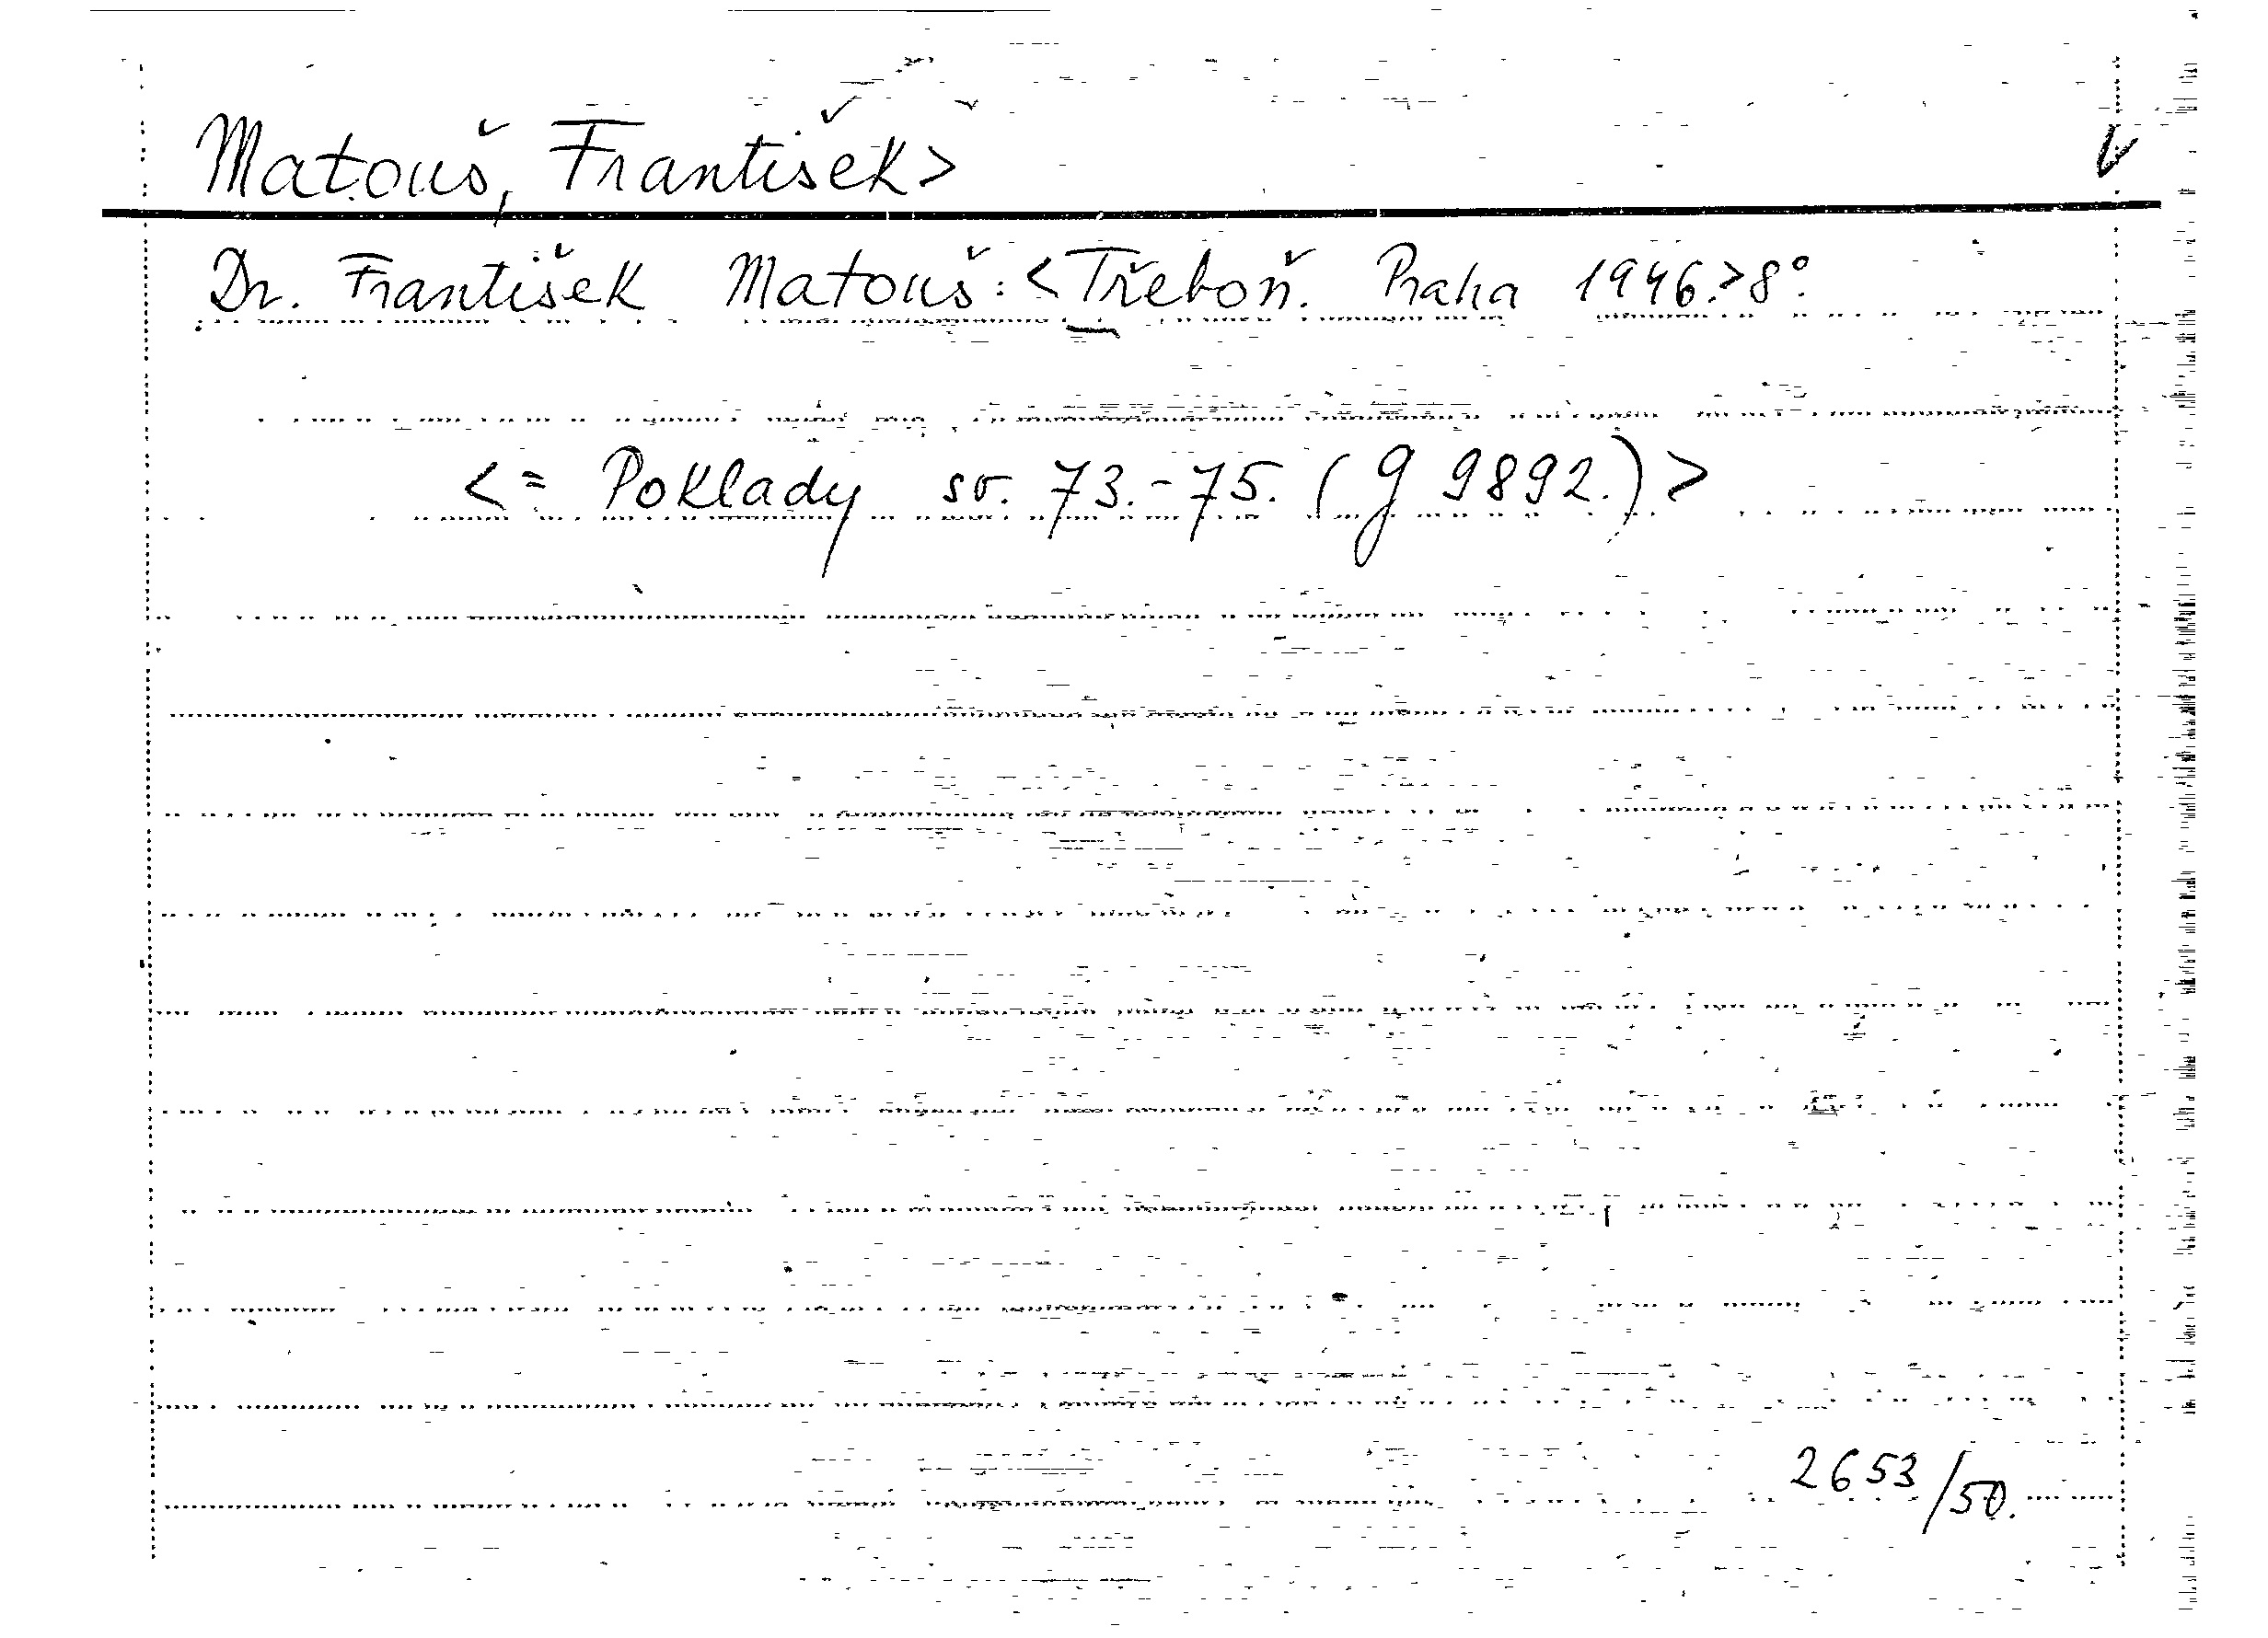 Matouš, František>
Dr. František Matouš: <Třeboň. Praha 1946.>8°.
<= Poklady sv. 73.-75. (g 9892.)>
2653/50.